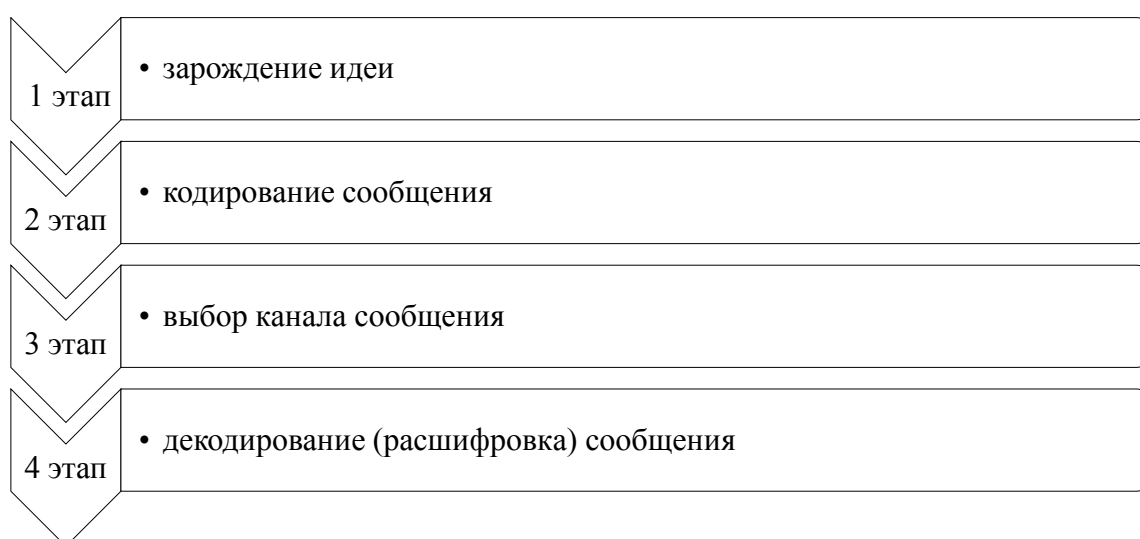 1 этап
• зарождение идеи
2 этап
• кодирование сообщения
3 этап
• выбор канала сообщения
4 этап
• декодирование (расшифровка) сообщения